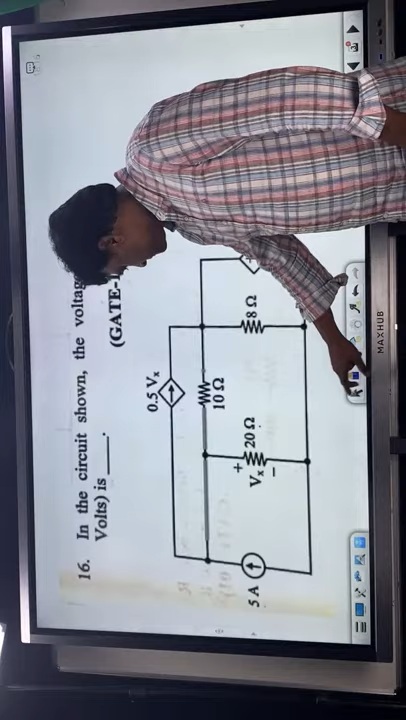 16. In the circuit shown, the voltag
Volts) is ____.
(GATE-
0.5 Vₓ
10 Ω
5 A
+
Vₓ
−
20 Ω
8 Ω
MAXHUB